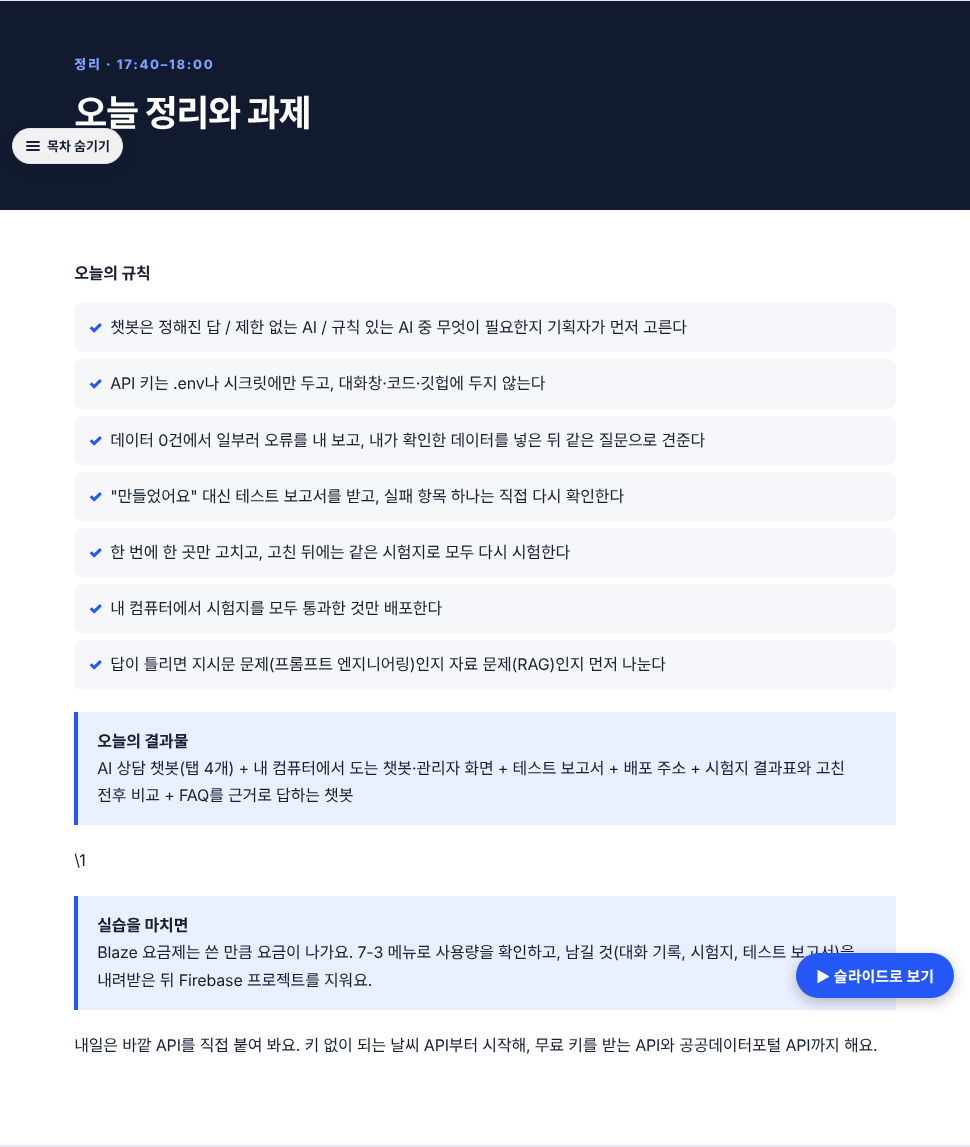 정리 · 17:40–18:00
오늘 정리와 과제
목차 숨기기
오늘의 규칙
챗봇은 정해진 답 / 제한 없는 AI / 규칙 있는 AI 중 무엇이 필요한지 기획자가 먼저 고른다
API 키는 .env나 시크릿에만 두고, 대화창·코드·깃헙에 두지 않는다
데이터 0건에서 일부러 오류를 내 보고, 내가 확인한 데이터를 넣은 뒤 같은 질문으로 견준다
"만들었어요" 대신 테스트 보고서를 받고, 실패 항목 하나는 직접 다시 확인한다
한 번에 한 곳만 고치고, 고친 뒤에는 같은 시험지로 모두 다시 시험한다
내 컴퓨터에서 시험지를 모두 통과한 것만 배포한다
답이 틀리면 지시문 문제(프롬프트 엔지니어링)인지 자료 문제(RAG)인지 먼저 나눈다
오늘의 결과물
AI 상담 챗봇(탭 4개) + 내 컴퓨터에서 도는 챗봇·관리자 화면 + 테스트 보고서 + 배포 주소 + 시험지 결과표와 고친
전후 비교 + FAQ를 근거로 답하는 챗봇
\1
실습을 마치면
Blaze 요금제는 쓴 만큼 요금이 나가요. 7-3 메뉴로 사용량을 확인하고, 남길 것(대화 기록, 시험지, 테스트 보고서)을
내려받은 뒤 Firebase 프로젝트를 지워요.
▶ 슬라이드로 보기
내일은 바깥 API를 직접 붙여 봐요. 키 없이 되는 날씨 API부터 시작해, 무료 키를 받는 API와 공공데이터포털 API까지 해요.